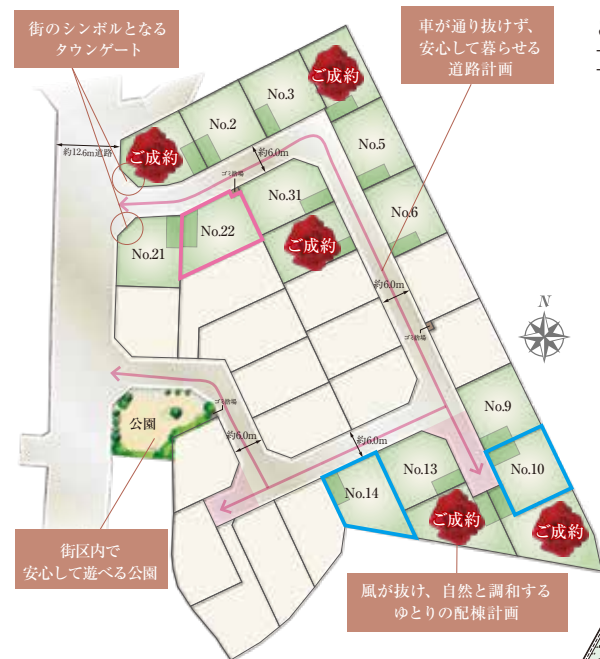 街のシンボルとなる
タウンゲート
車が通り抜けず、
安心して暮らせる
道路計画
ご成約
No.3
No.2
ご成約
約12.6m道路
約6.0m
No.5
ゴミ置場
No.31
No.6
No.22
No.21
ご成約
約6.0m
N
ゴミ置場
公園
ゴミ置場
約6.0m
約6.0m
No.9
No.13
No.10
No.14
ご成約
ご成約
街区内で
安心して遊べる公園
風が抜け、自然と調和する
ゆとりの配棟計画